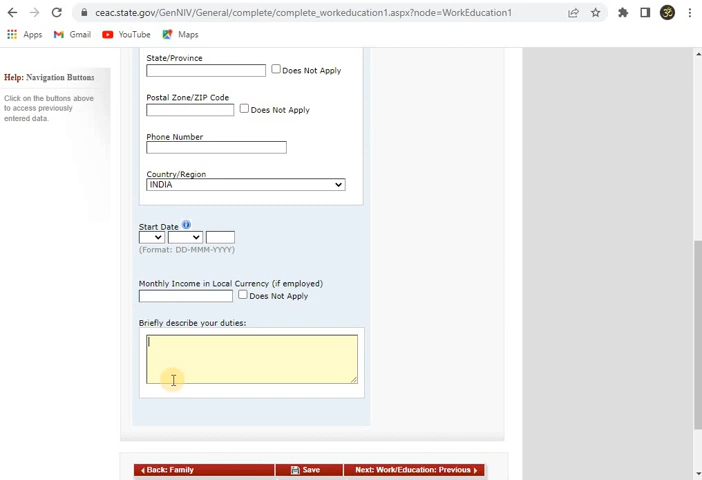 ceac.state.gov/GenNIV/General/complete/complete_workeducation1.aspx?node=WorkEducation1
Apps Gmail YouTube Maps
State/Province
Does Not Apply
Help: Navigation Buttons
Click on the buttons above
to access previously
entered data.
Postal Zone/ZIP Code
Does Not Apply
Phone Number
Country/Region
INDIA
Start Date
(Format: DD-MMM-YYYY)
Monthly Income in Local Currency (if employed)
Does Not Apply
Briefly describe your duties:
Back: Family Save Next: Work/Education: Previous